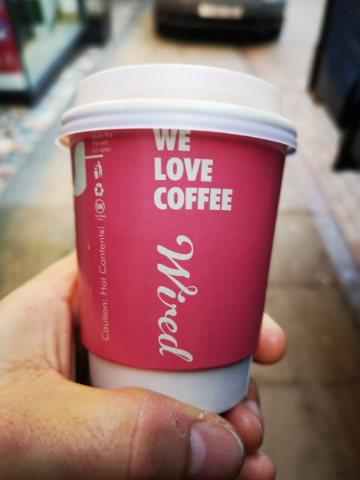 WE
LOVE
COFFEE
Wired
Caution: Hot Contents!